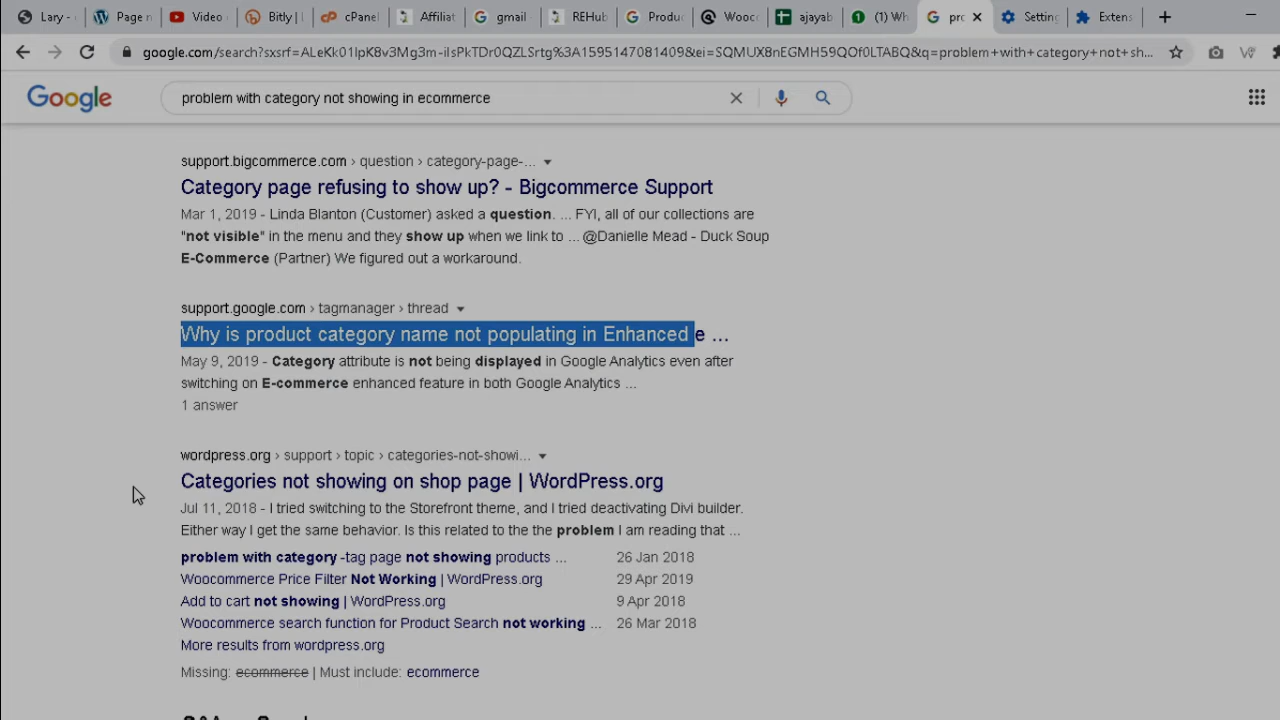 Lary -
Page n
Video
Bitly | -
cPanel
Affiliat
gmail
REHub
Produc
Wooc
ajayab
(1) Wh
pro
Setting
Extens
google.com/search?sxsrf=ALeKk01lpK8v3Mg3m-ilsPkTDr0QZLSrtg%3A1595147081409&ei=SQMUX8nEGMH59QOf0LTABQ&q=problem+with+category+not+sh...
Google
problem with category not showing in ecommerce
support.bigcommerce.com › question › category-page-...
Category page refusing to show up? - Bigcommerce Support
Mar 1, 2019 - Linda Blanton (Customer) asked a question. ... FYI, all of our collections are
"not visible" in the menu and they show up when we link to ... @Danielle Mead - Duck Soup
E-Commerce (Partner) We figured out a workaround.
support.google.com › tagmanager › thread
Why is product category name not populating in Enhanced e ...
May 9, 2019 - Category attribute is not being displayed in Google Analytics even after
switching on E-commerce enhanced feature in both Google Analytics ...
1 answer
wordpress.org › support › topic › categories-not-showi...
Categories not showing on shop page | WordPress.org
Jul 11, 2018 - I tried switching to the Storefront theme, and I tried deactivating Divi builder.
Either way I get the same behavior. Is this related to the the problem I am reading that ...
problem with category -tag page not showing products ... 26 Jan 2018
Woocommerce Price Filter Not Working | WordPress.org 29 Apr 2019
Add to cart not showing | WordPress.org 9 Apr 2018
Woocommerce search function for Product Search not working ... 26 Mar 2018
More results from wordpress.org
Missing: ecommerce | Must include: ecommerce